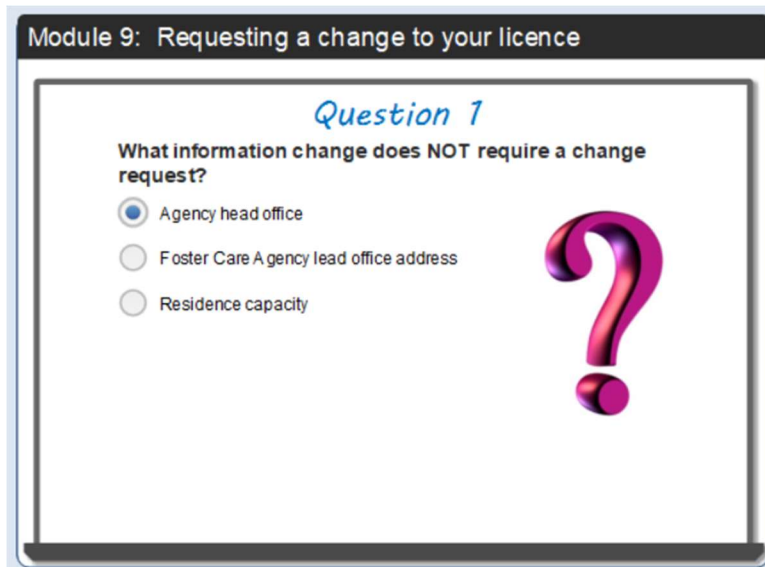 Module 9: Requesting a change to your licence
Question 1
What information change does NOT require a change
request?
Agency head office
Foster Care Agency lead office address
Residence capacity